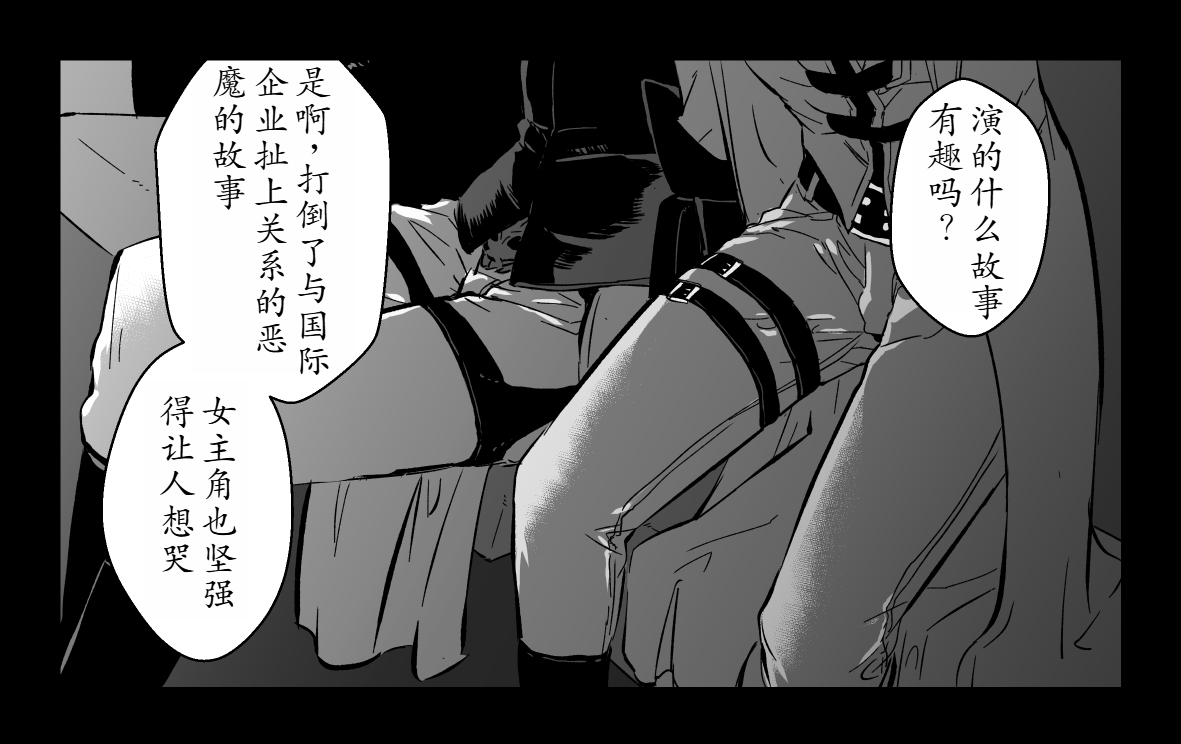 演的什么故事
有趣吗？
是啊，打倒了与国际
企业扯上关系的恶
魔的故事
女主角也坚强
得让人想哭